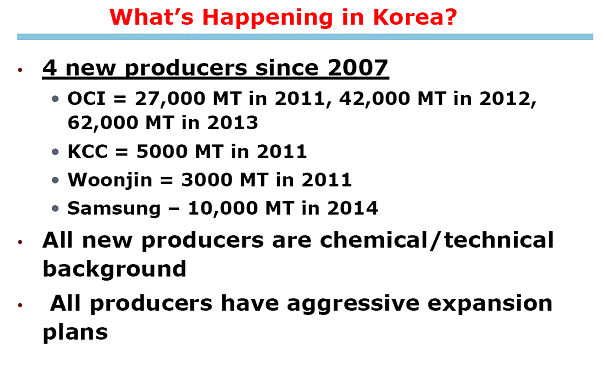 What's Happening in Korea?
• 4 new producers since 2007
• OCI = 27,000 MT in 2011, 42,000 MT in 2012,
62,000 MT in 2013
• KCC = 5000 MT in 2011
• Woonjin = 3000 MT in 2011
• Samsung – 10,000 MT in 2014
• All new producers are chemical/technical
background
• All producers have aggressive expansion
plans